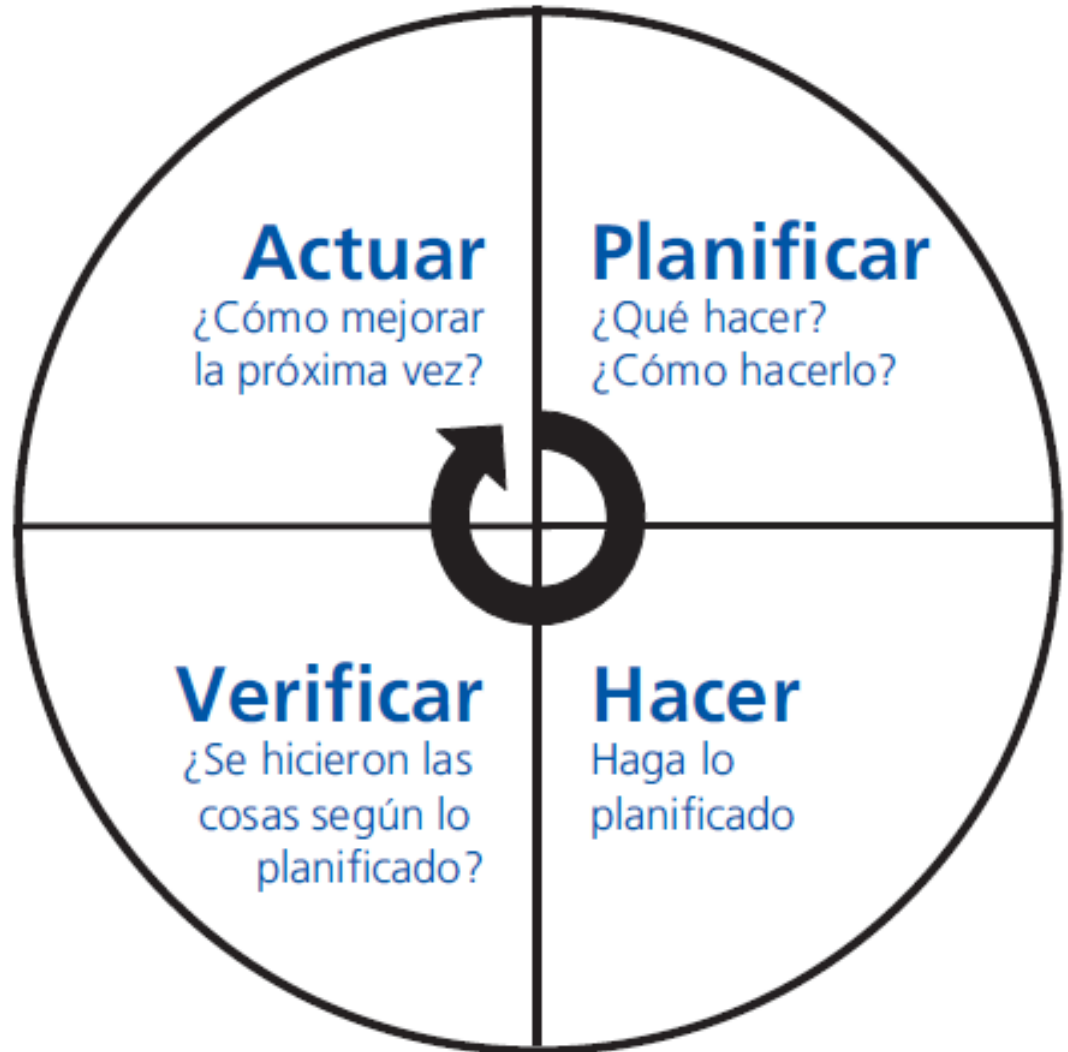 Actuar
¿Cómo mejorar
la próxima vez?
Planificar
¿Qué hacer?
¿Cómo hacerlo?
Verificar
¿Se hicieron las
cosas según lo
planificado?
Hacer
Haga lo
planificado